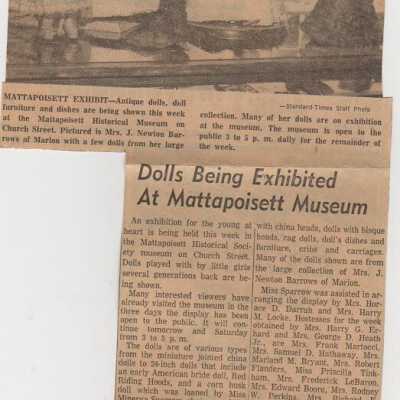 MATTAPOISETT EXHIBIT—Antique dolls, doll
furniture and dishes are being shown this week
at the Mattapoisett Historical Museum on
Church Street. Pictured is Mrs. J. Newton Bar-
rows of Marion with a few dolls from her large
—Standard-Times Staff Photo
collection. Many of her dolls are on exhibition
at the museum. The museum is open to the
public 3 to 5 p. m. daily for the remainder of
the week.
Dolls Being Exhibited
At Mattapoisett Museum
An exhibition for the young at
heart is being held this week in
the Mattapoisett Historical Soci-
ety museum on Church Street.
Dolls played with by little girls
several generations back are be-
ing shown.
Many interested viewers have
already visited the museum in the
three days the display has been
open to the public. It will con-
tinue tomorrow and Saturday
from 3 to 5 p. m.
The dolls are of various types
from the miniature joined china
dolls to 24-inch dolls that include
an early American bride doll, Red
Riding Hoods, and a corn husk
doll which was loaned by Miss
Minerva Sparrow
with china heads, dolls with bisque
heads, rag dolls, doll's dishes and
furniture, cribs and carriages.
Many of the dolls shown are from
the large collection of Mrs. J.
Newton Barrows of Marion.
Miss Sparrow was assisted in ar-
ranging the display by Mrs. Hor-
ace D. Darrah and Mrs. Harry
M. Locke. Hostesses for the week
obtained by Mrs. Harry G. Ex-
hard and Mrs. George D. Heath
Jr., are Mrs. Frank Martocci,
Mrs. Samuel D. Hathaway, Mrs.
Marland M. Bryant, Mrs. Robert
Flanders, Miss Priscilla Tink-
ham, Mrs. Frederick LeBaron,
Mrs. Edward Boore, Mrs. Rodney
W. Perkins, Mrs.